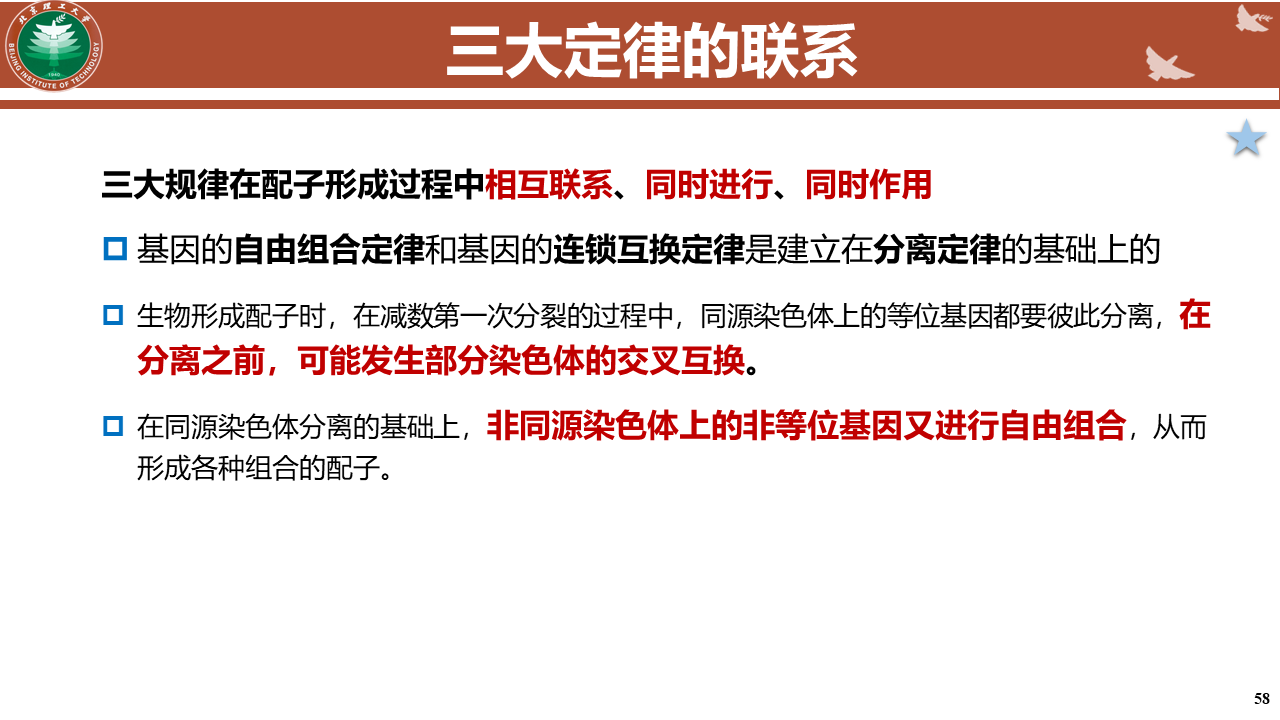 北京理工大学
BEIJING INSTITUTE OF TECHNOLOGY
1940
三大定律的联系
三大规律在配子形成过程中相互联系、同时进行、同时作用
基因的自由组合定律和基因的连锁互换定律是建立在分离定律的基础上的
生物形成配子时，在减数第一次分裂的过程中，同源染色体上的等位基因都要彼此分离，在
分离之前，可能发生部分染色体的交叉互换。
在同源染色体分离的基础上，非同源染色体上的非等位基因又进行自由组合，从而
形成各种组合的配子。
58